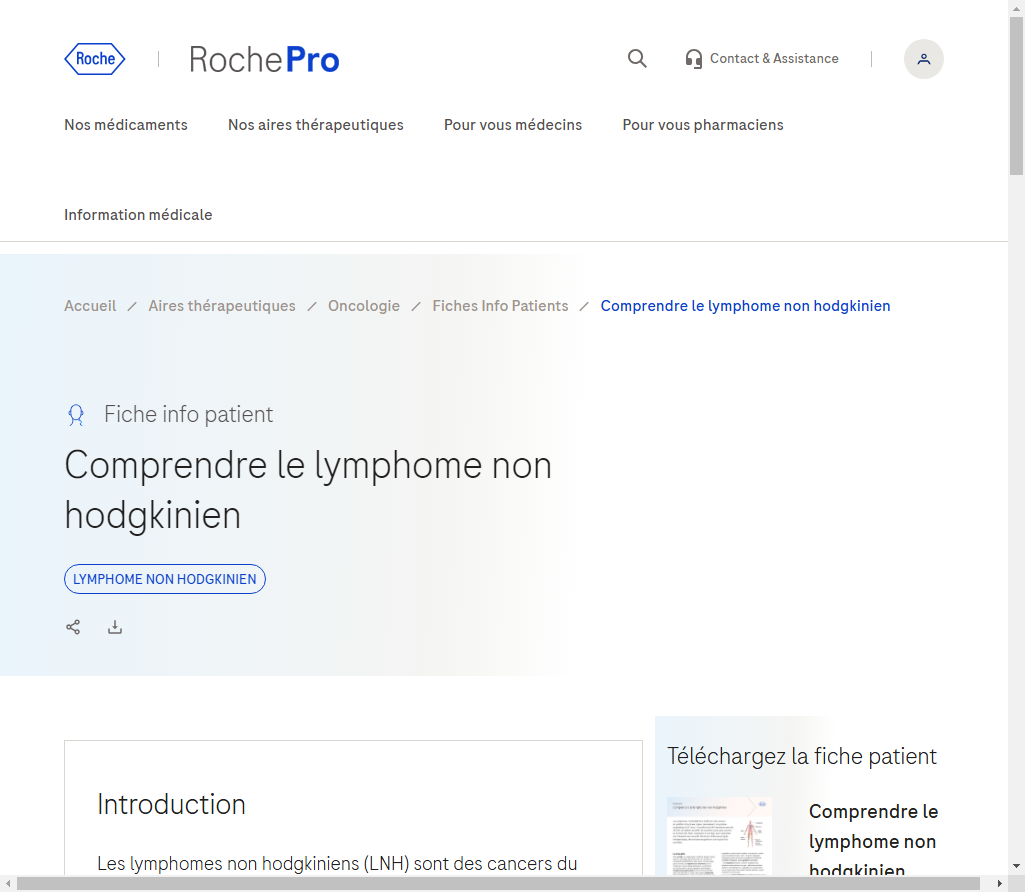 Roche
RochePro
Contact & Assistance
Nos médicaments
Nos aires thérapeutiques
Pour vous médecins
Pour vous pharmaciens
Information médicale
Accueil / Aires thérapeutiques / Oncologie / Fiches Info Patients / Comprendre le lymphome non hodgkinien
Fiche info patient
Comprendre le lymphome non
hodgkinien
LYMPHOME NON HODGKINIEN
Introduction
Les lymphomes non hodgkiniens (LNH) sont des cancers du
Téléchargez la fiche patient
Comprendre le
lymphome non
hodgkinien